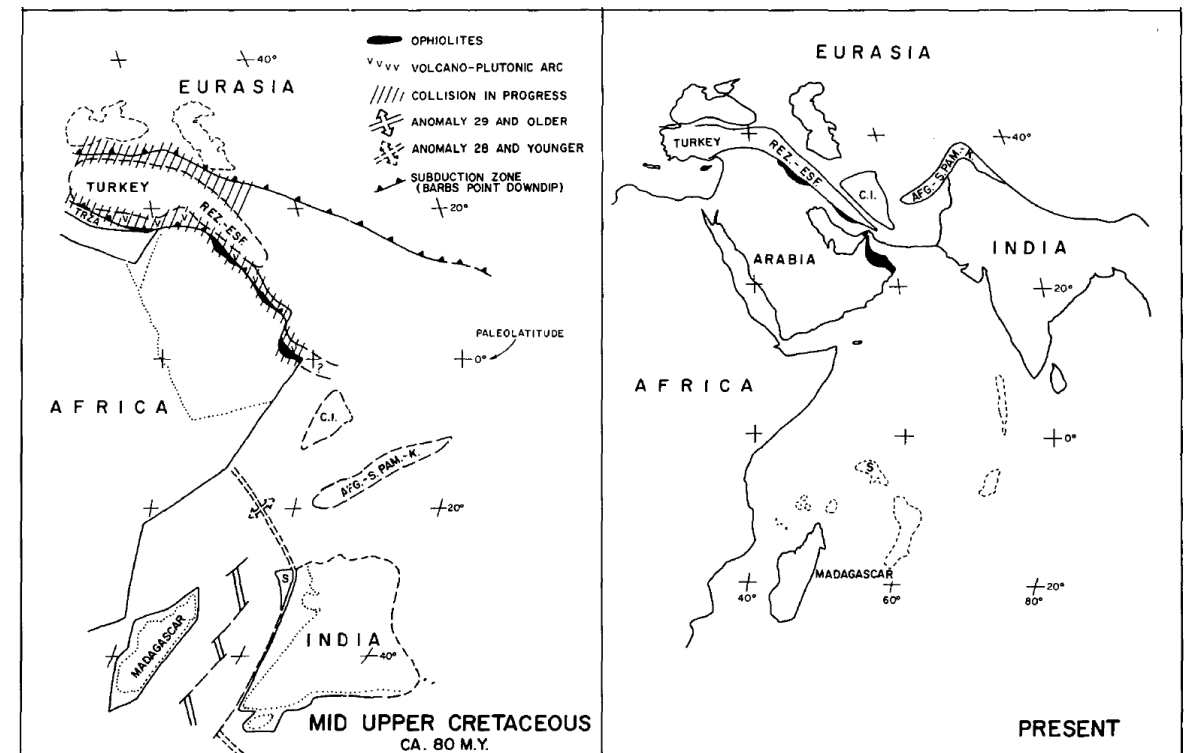 OPHIOLITES
VVVV VOLCANO-PLUTONIC ARC
COLLISION IN PROGRESS
ANOMALY 29 AND OLDER
ANOMALY 28 AND YOUNGER
SUBDUCTION ZONE
(BARBS POINT DOWNDIP)
40°
EURASIA
TURKEY
20°
TRZA
V V V
REZ.-ESF.
PALEOLATITUDE
0°
?
AFRICA
C.I.
AFG.-S.PAM.-K.
20°
S
MADAGASCAR
INDIA
40°
MID UPPER CRETACEOUS
CA. 80 M.Y.
EURASIA
40°
TURKEY
REZ.-ESF.
C.I.
AFG.-S.PAM.-K
ARABIA
INDIA
20°
AFRICA
0°
S
MADAGASCAR
40°
60°
20°
80°
PRESENT